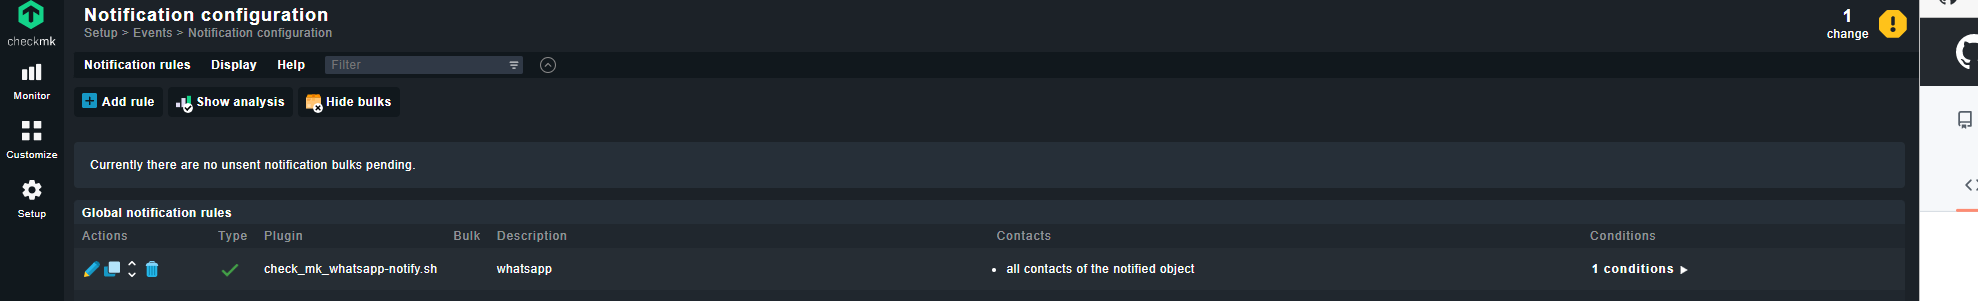 Notification configuration
Setup > Events > Notification configuration
1
change
checkmk
Monitor
Customize
Setup
Notification rules Display Help Filter
Add rule Show analysis Hide bulks
Currently there are no unsent notification bulks pending.
Global notification rules
Actions Type Plugin Bulk Description Contacts Conditions
check_mk_whatsapp-notify.sh whatsapp • all contacts of the notified object 1 conditions